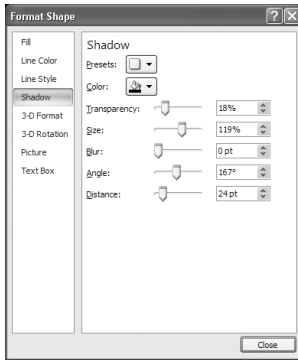 Format Shape
Fill
Line Color
Line Style
Shadow
3-D Format
3-D Rotation
Picture
Text Box
Shadow
Presets:
Color:
Transparency: 18%
Size: 119%
Blur: 0 pt
Angle: 167°
Distance: 24 pt
Close